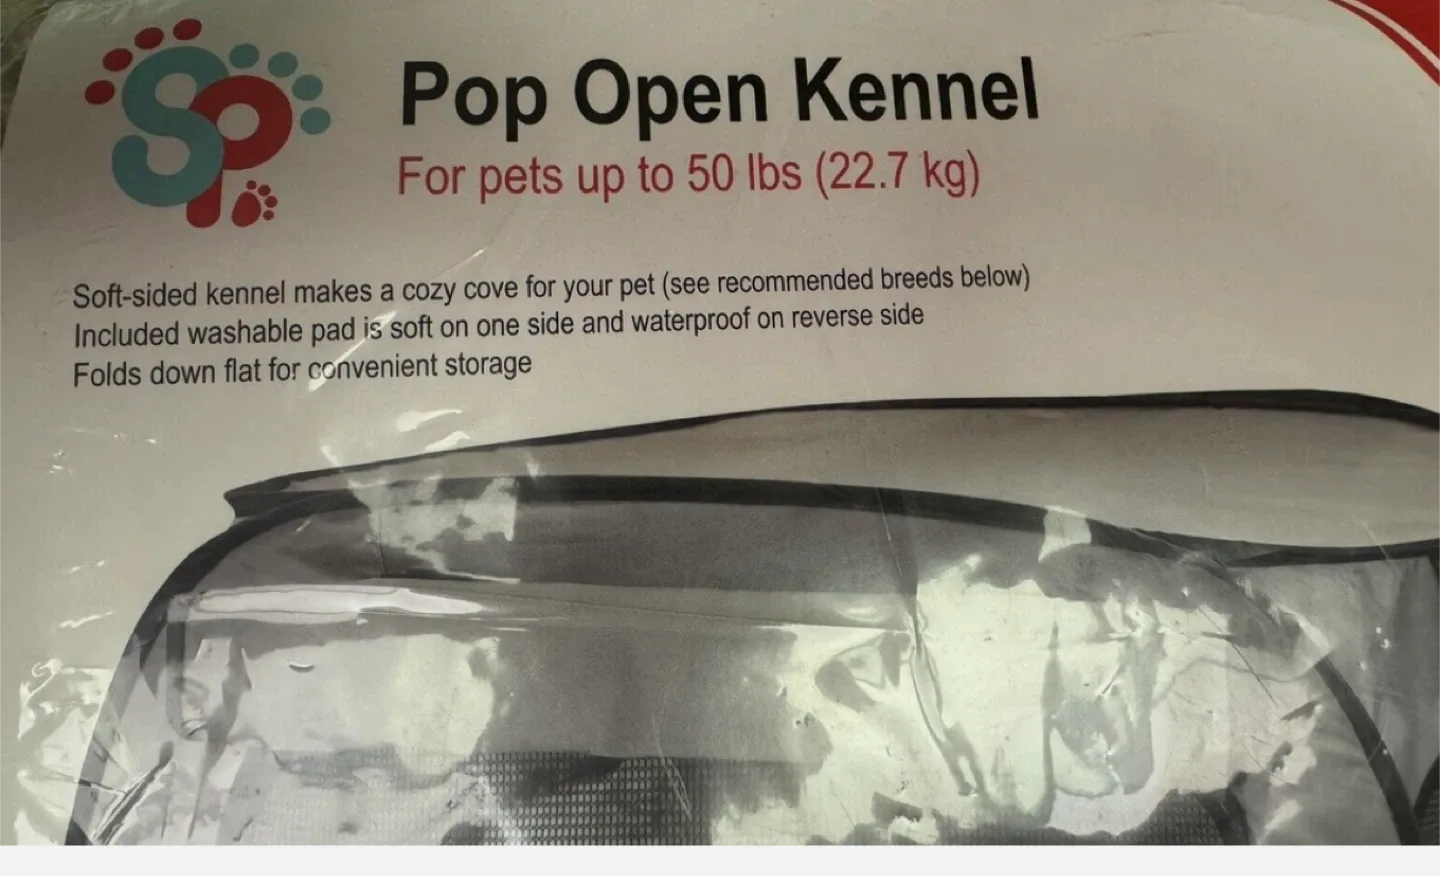 SP
Pop Open Kennel
For pets up to 50 lbs (22.7 kg)
Soft-sided kennel makes a cozy cove for your pet (see recommended breeds below)
Included washable pad is soft on one side and waterproof on reverse side
Folds down flat for convenient storage